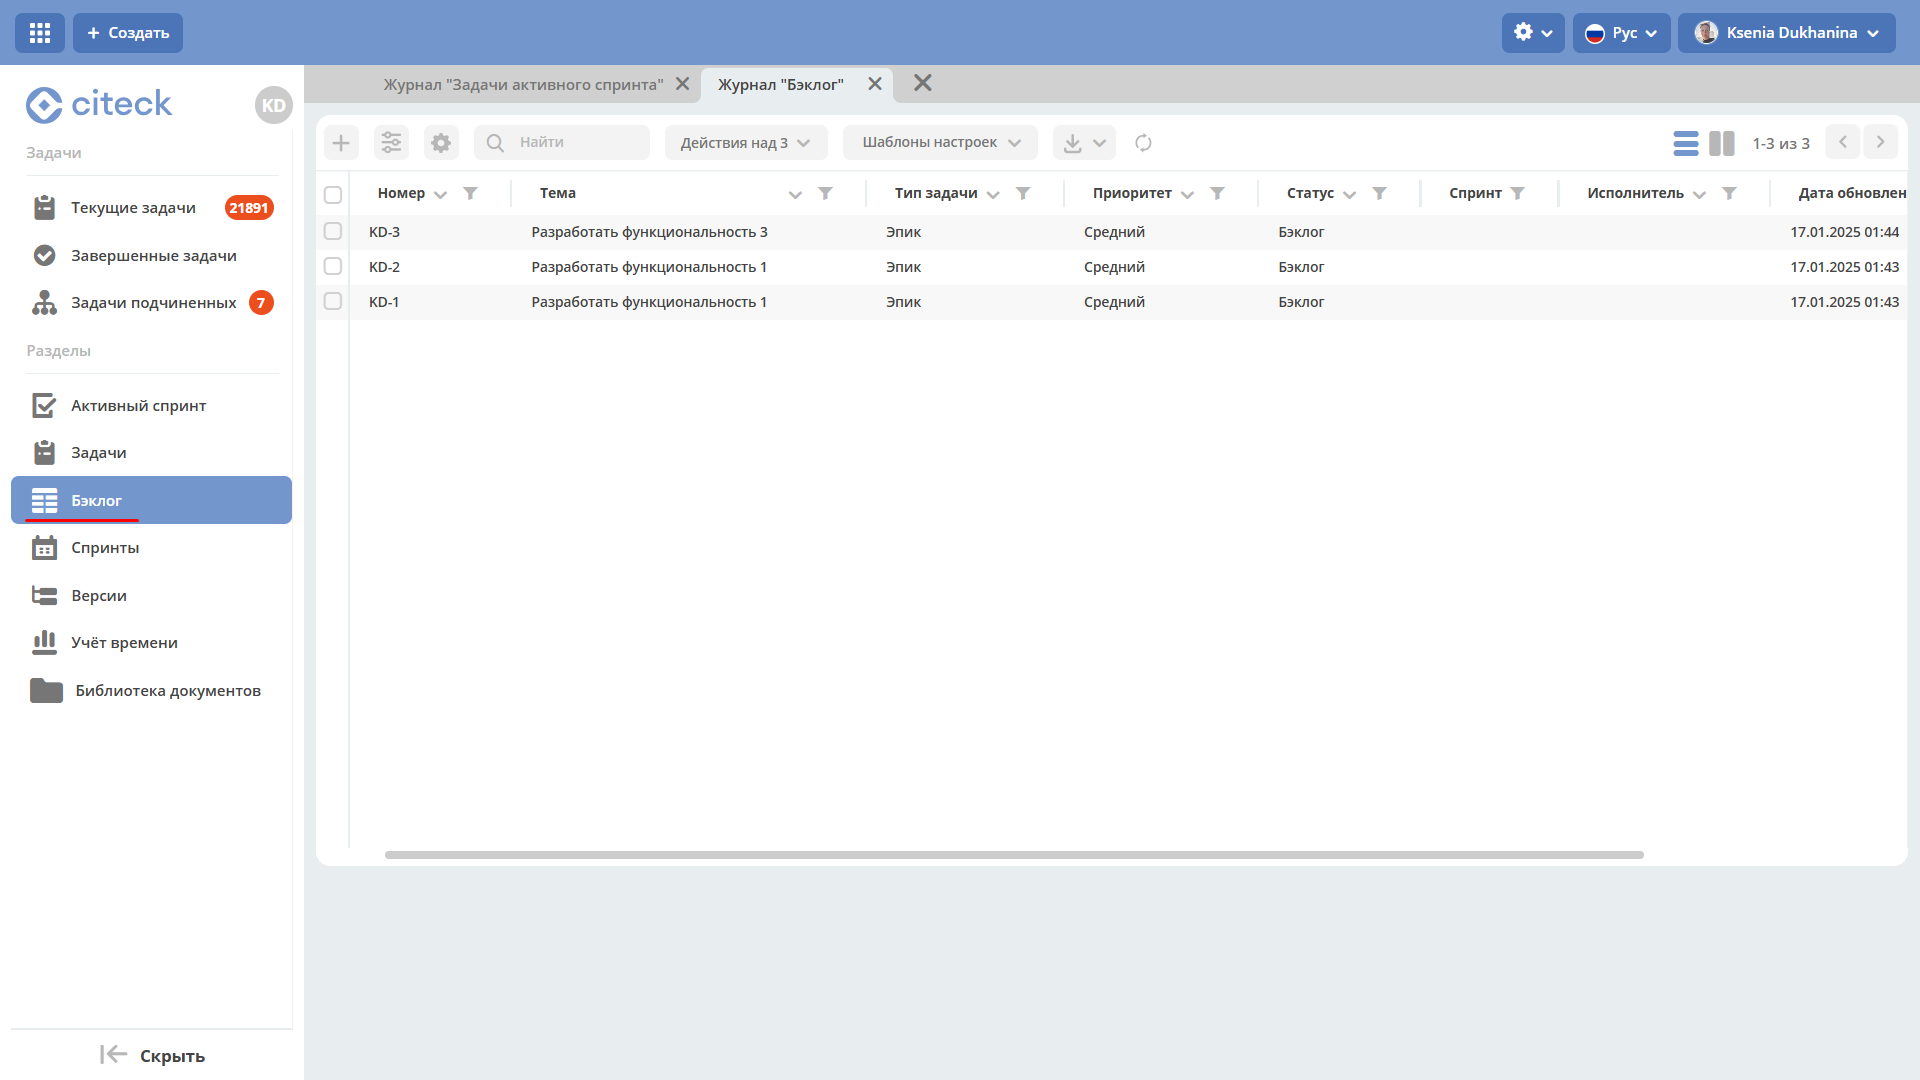 + Создать
Рус
Ksenia Dukhanina
citeck
KD
Журнал "Задачи активного спринта"
Журнал "Бэклог"
Задачи
Текущие задачи 21891
Завершенные задачи
Задачи подчиненных 7
Разделы
Активный спринт
Задачи
Бэклог
Спринты
Версии
Учёт времени
Библиотека документов
Скрыть
Найти
Действия над 3
Шаблоны настроек
1-3 из 3
Номер Тема Тип задачи Приоритет Статус Спринт Исполнитель Дата обновлен
KD-3 Разработать функциональность 3 Эпик Средний Бэклог 17.01.2025 01:44
KD-2 Разработать функциональность 1 Эпик Средний Бэклог 17.01.2025 01:43
KD-1 Разработать функциональность 1 Эпик Средний Бэклог 17.01.2025 01:43